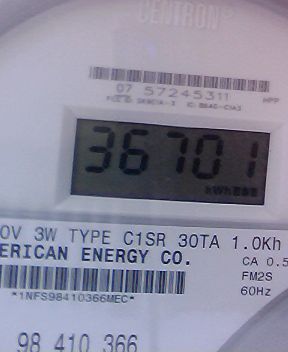 CENTRON
07 57245311
36701
kWh
0V 3W TYPE C1SR 30TA 1.0Kh
ERICAN ENERGY CO.
CA 0.5
FM2S
*1NFS98410366MEC*
60Hz
98 410 366